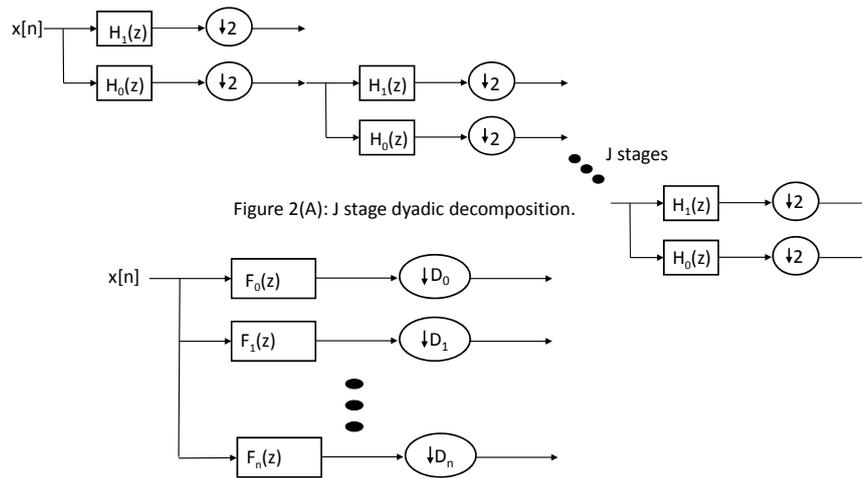 x[n]
H₁(z)
↓2
H₀(z)
↓2
H₁(z)
↓2
H₀(z)
↓2
J stages
H₁(z)
↓2
H₀(z)
↓2
Figure 2(A): J stage dyadic decomposition.
x[n]
F₀(z)
↓D₀
F₁(z)
↓D₁
Fₙ(z)
↓Dₙ